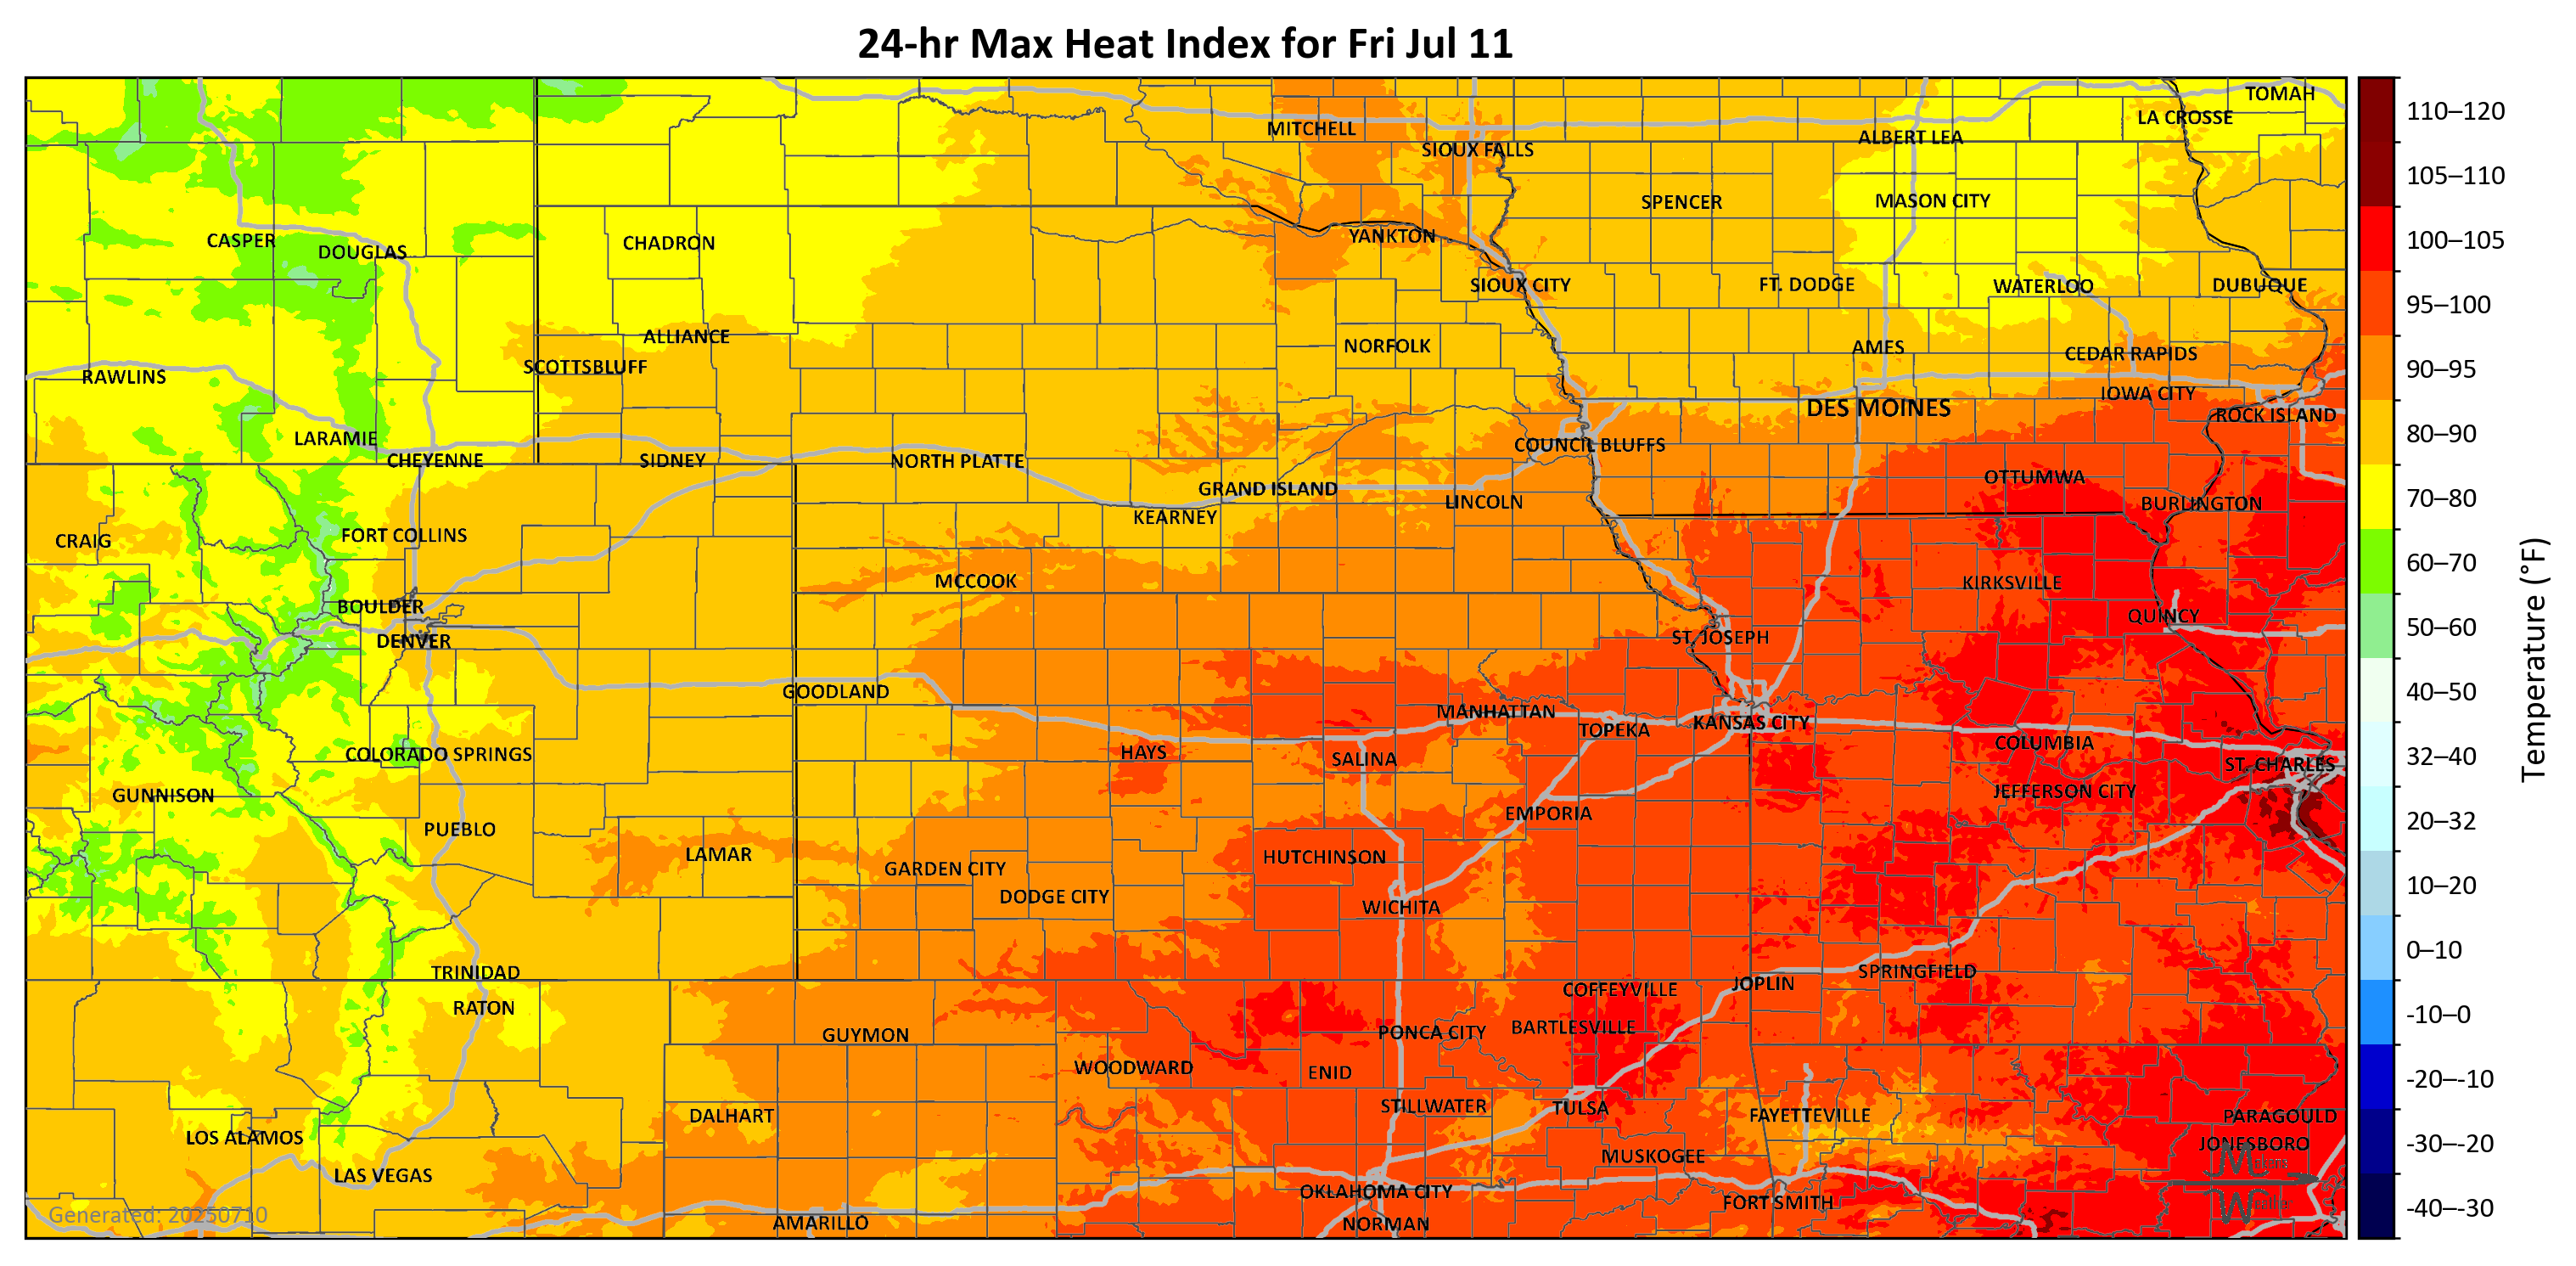 24-hr Max Heat Index for Fri Jul 11
TOMAH
LA CROSSE
MITCHELL
ALBERT LEA
SIOUX FALLS
SPENCER
MASON CITY
CASPER
DOUGLAS
CHADRON
YANKTON
SIOUX CITY
FT. DODGE
WATERLOO
DUBUQUE
ALLIANCE
NORFOLK
AMES
CEDAR RAPIDS
SCOTTSBLUFF
RAWLINS
IOWA CITY
DES MOINES
ROCK ISLAND
LARAMIE
COUNCIL BLUFFS
CHEYENNE
SIDNEY
NORTH PLATTE
OTTUMWA
GRAND ISLAND
LINCOLN
BURLINGTON
KEARNEY
CRAIG
FORT COLLINS
MCCOOK
KIRKSVILLE
BOULDER
QUINCY
DENVER
ST. JOSEPH
GOODLAND
MANHATTAN
TOPEKA
KANSAS CITY
COLORADO SPRINGS
HAYS
SALINA
COLUMBIA
ST. CHARLES
GUNNISON
JEFFERSON CITY
PUEBLO
EMPORIA
LAMAR
GARDEN CITY
HUTCHINSON
DODGE CITY
WICHITA
TRINIDAD
SPRINGFIELD
JOPLIN
RATON
COFFEYVILLE
GUYMON
PONCA CITY
BARTLESVILLE
WOODWARD
ENID
DALHART
STILLWATER
TULSA
FAYETTEVILLE
PARAGOULD
LOS ALAMOS
JONESBORO
LAS VEGAS
MUSKOGEE
OKLAHOMA CITY
FORT SMITH
AMARILLO
NORMAN
Generated: 20250710
110–120
105–110
100–105
95–100
90–95
80–90
70–80
60–70
50–60
40–50
32–40
20–32
10–20
0–10
-10–0
-20–-10
-30–-20
-40–-30
Temperature (°F)